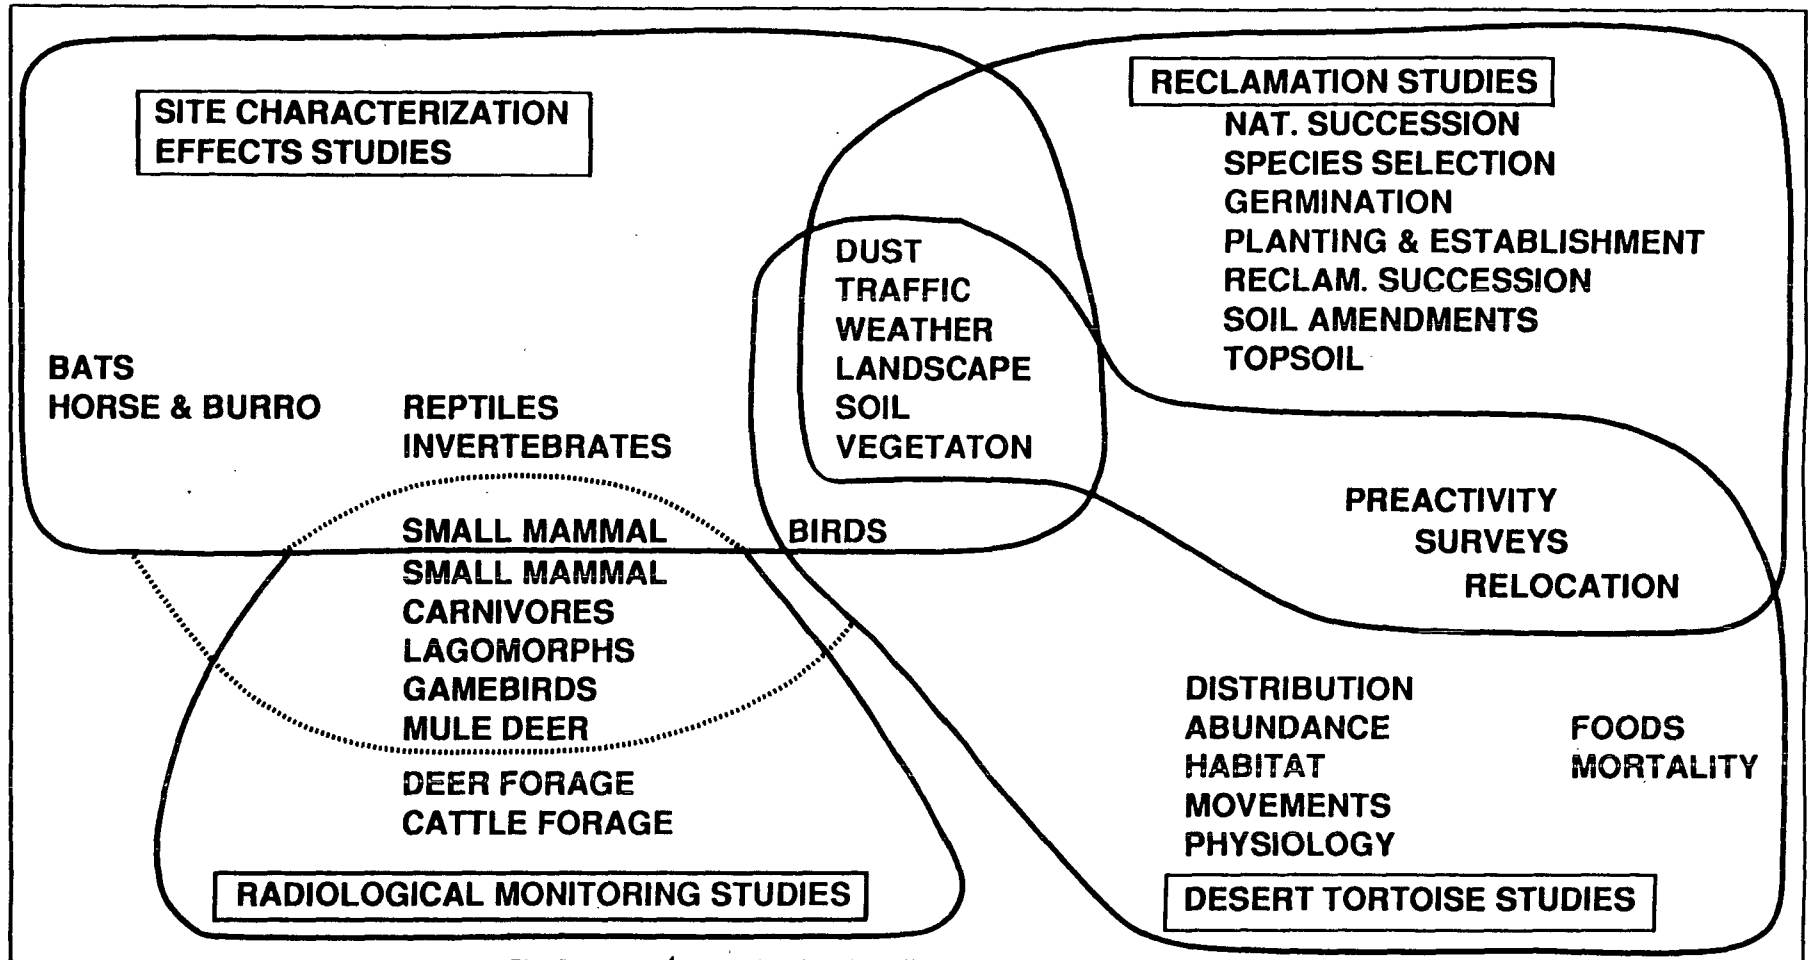 SITE CHARACTERIZATION
EFFECTS STUDIES
BATS
HORSE & BURRO
REPTILES
INVERTEBRATES
SMALL MAMMAL
BIRDS
DUST
TRAFFIC
WEATHER
LANDSCAPE
SOIL
VEGETATON
RECLAMATION STUDIES
NAT. SUCCESSION
SPECIES SELECTION
GERMINATION
PLANTING & ESTABLISHMENT
RECLAM. SUCCESSION
SOIL AMENDMENTS
TOPSOIL
PREACTIVITY
SURVEYS
RELOCATION
SMALL MAMMAL
CARNIVORES
LAGOMORPHS
GAMEBIRDS
MULE DEER
DEER FORAGE
CATTLE FORAGE
RADIOLOGICAL MONITORING STUDIES
DISTRIBUTION
ABUNDANCE
HABITAT
MOVEMENTS
PHYSIOLOGY
FOODS
MORTALITY
DESERT TORTOISE STUDIES